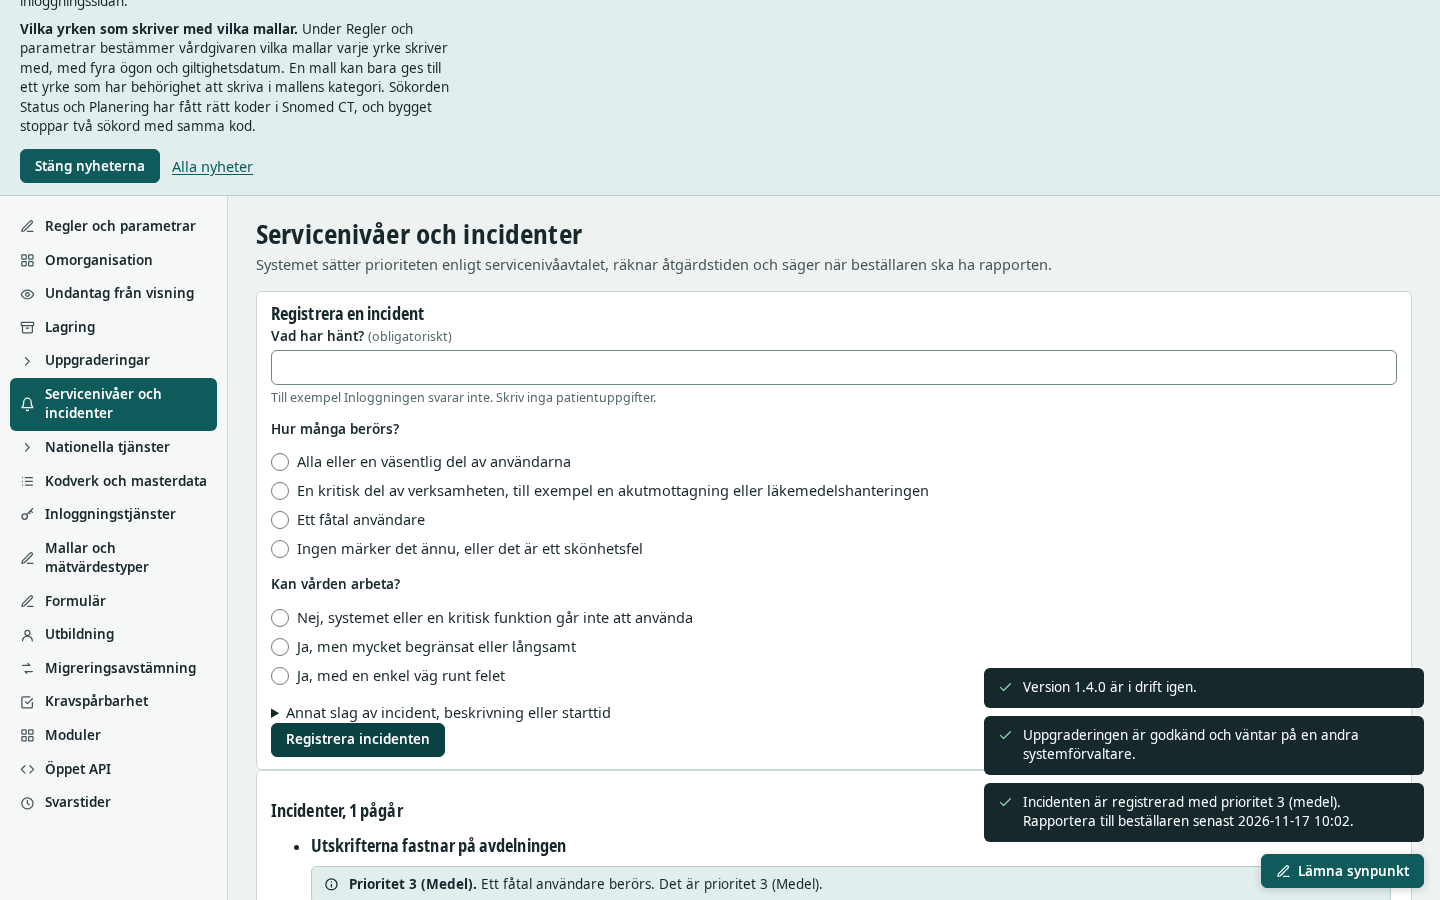 inloggningssidan.
Vilka yrken som skriver med vilka mallar. Under Regler och
parametrar bestämmer vårdgivaren vilka mallar varje yrke skriver
med, med fyra ögon och giltighetsdatum. En mall kan bara ges till
ett yrke som har behörighet att skriva i mallens kategori. Sökorden
Status och Planering har fått rätt koder i Snomed CT, och bygget
stoppar två sökord med samma kod.
Stäng nyheterna
Alla nyheter
Regler och parametrar
Omorganisation
Undantag från visning
Lagring
Uppgraderingar
Servicenivåer och
incidenter
Nationella tjänster
Kodverk och masterdata
Inloggningstjänster
Mallar och
mätvärdestyper
Formulär
Utbildning
Migreringsavstämning
Kravspårbarhet
Moduler
Öppet API
Svarstider
Servicenivåer och incidenter
Systemet sätter prioriteten enligt servicenivåavtalet, räknar åtgärdstiden och säger när beställaren ska ha rapporten.
Registrera en incident
Vad har hänt? (obligatoriskt)
Till exempel Inloggningen svarar inte. Skriv inga patientuppgifter.
Hur många berörs?
Alla eller en väsentlig del av användarna
En kritisk del av verksamheten, till exempel en akutmottagning eller läkemedelshanteringen
Ett fåtal användare
Ingen märker det ännu, eller det är ett skönhetsfel
Kan vården arbeta?
Nej, systemet eller en kritisk funktion går inte att använda
Ja, men mycket begränsat eller långsamt
Ja, med en enkel väg runt felet
Annat slag av incident, beskrivning eller starttid
Registrera incidenten
Incidenter, 1 pågår
Utskrifterna fastnar på avdelningen
Prioritet 3 (Medel). Ett fåtal användare berörs. Det är prioritet 3 (Medel).
Version 1.4.0 är i drift igen.
Uppgraderingen är godkänd och väntar på en andra
systemförvaltare.
Incidenten är registrerad med prioritet 3 (medel).
Rapportera till beställaren senast 2026-11-17 10:02.
Lämna synpunkt